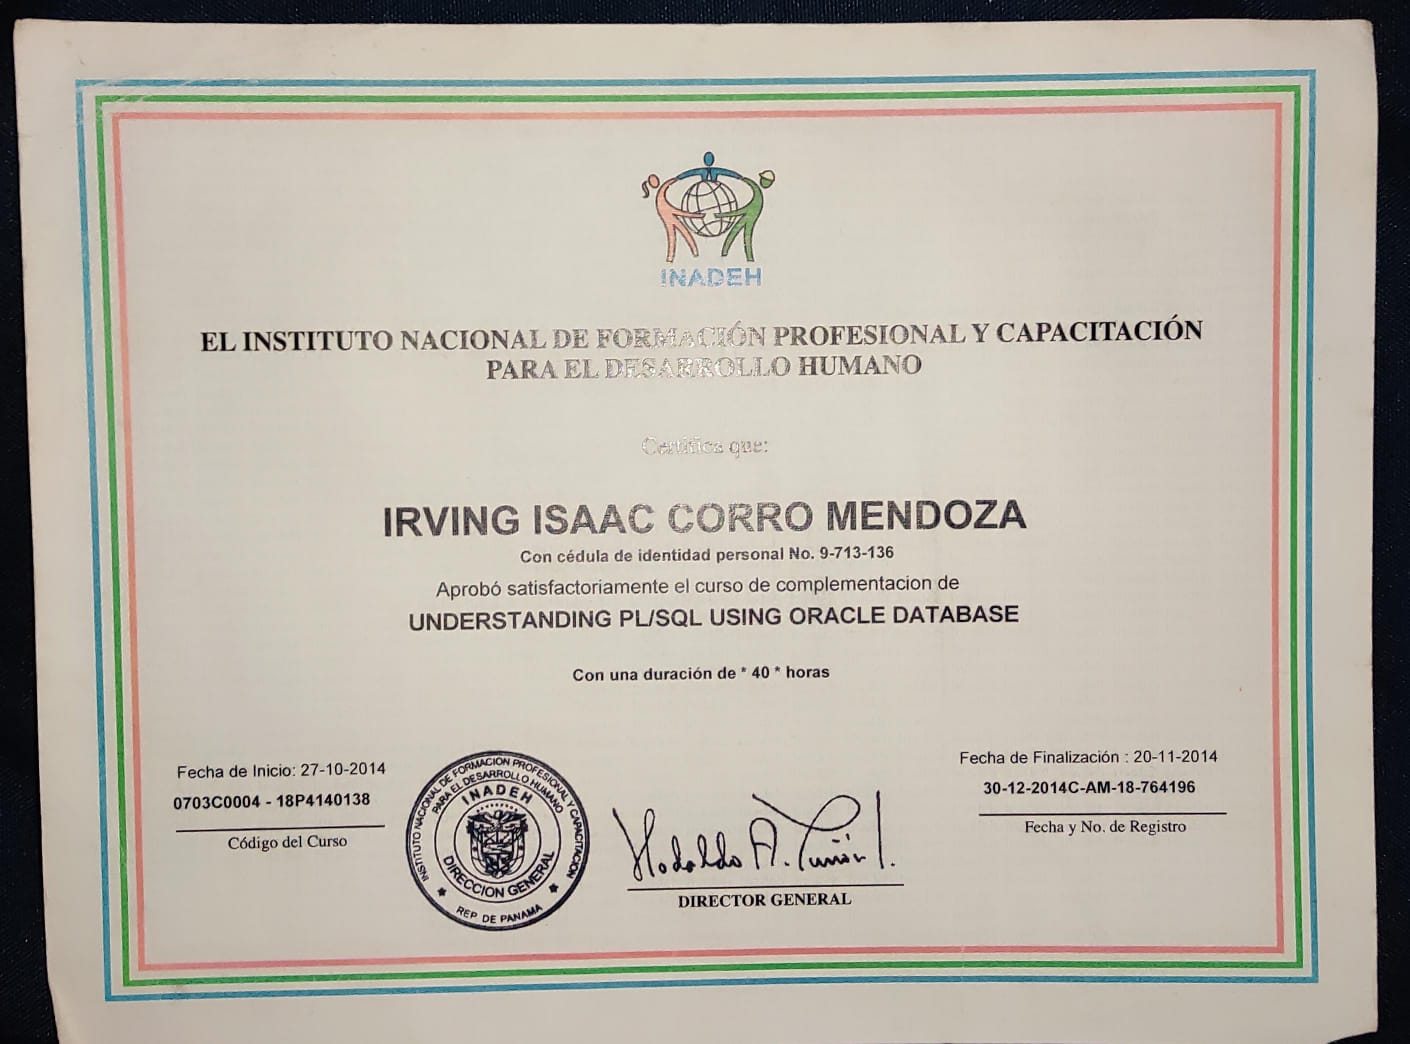 INADEH
EL INSTITUTO NACIONAL DE FORMACIÓN PROFESIONAL Y CAPACITACIÓN
PARA EL DESARROLLO HUMANO
Certifica que:
IRVING ISAAC CORRO MENDOZA
Con cédula de identidad personal No. 9-713-136
Aprobó satisfactoriamente el curso de complementacion de
UNDERSTANDING PL/SQL USING ORACLE DATABASE
Con una duración de * 40 * horas
Fecha de Inicio: 27-10-2014
0703C0004 - 18P4140138
Código del Curso
INSTITUTO NACIONAL DE FORMACION PROFESIONAL Y CAPACITACION
PARA EL DESARROLLO HUMANO
INADEH
DIRECCION GENERAL
REP DE PANAMA
DIRECTOR GENERAL
Fecha de Finalización : 20-11-2014
30-12-2014C-AM-18-764196
Fecha y No. de Registro